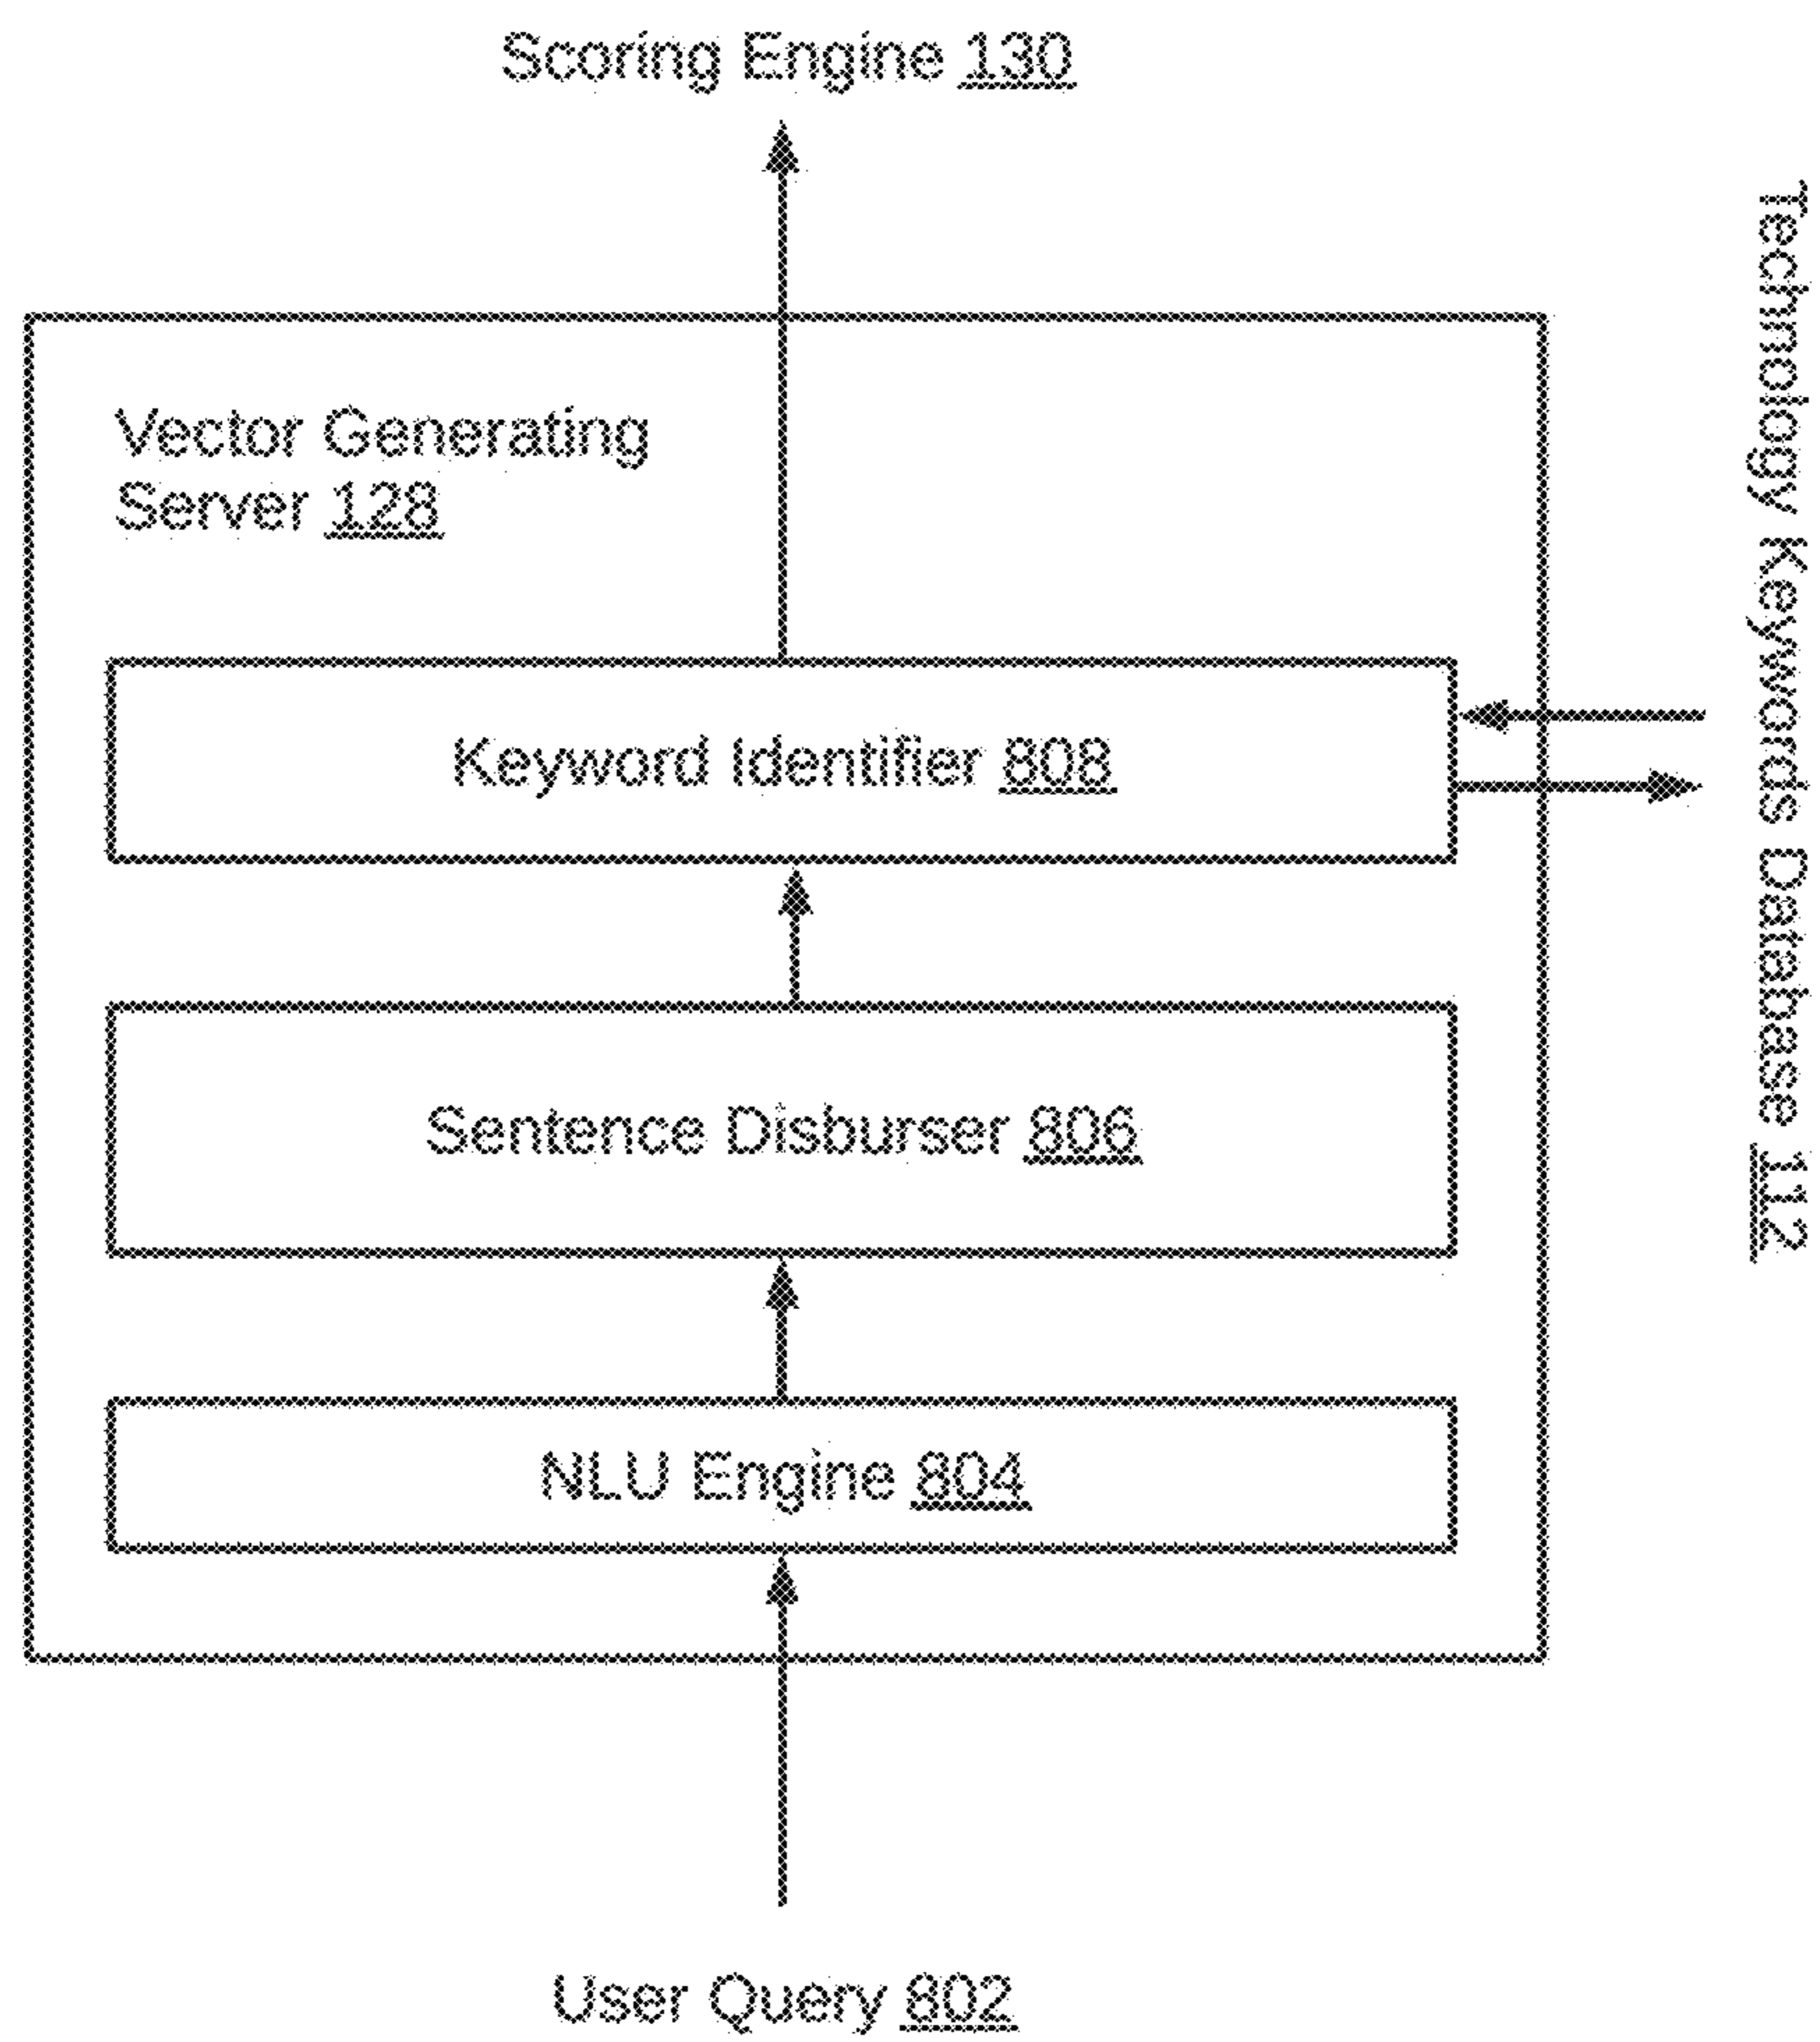 Scoring Engine 130
Vector Generating
Server 128
Technology Keywords Database 112
Keyword Identifier 808
Sentence Disburser 806
NLU Engine 804
User Query 802